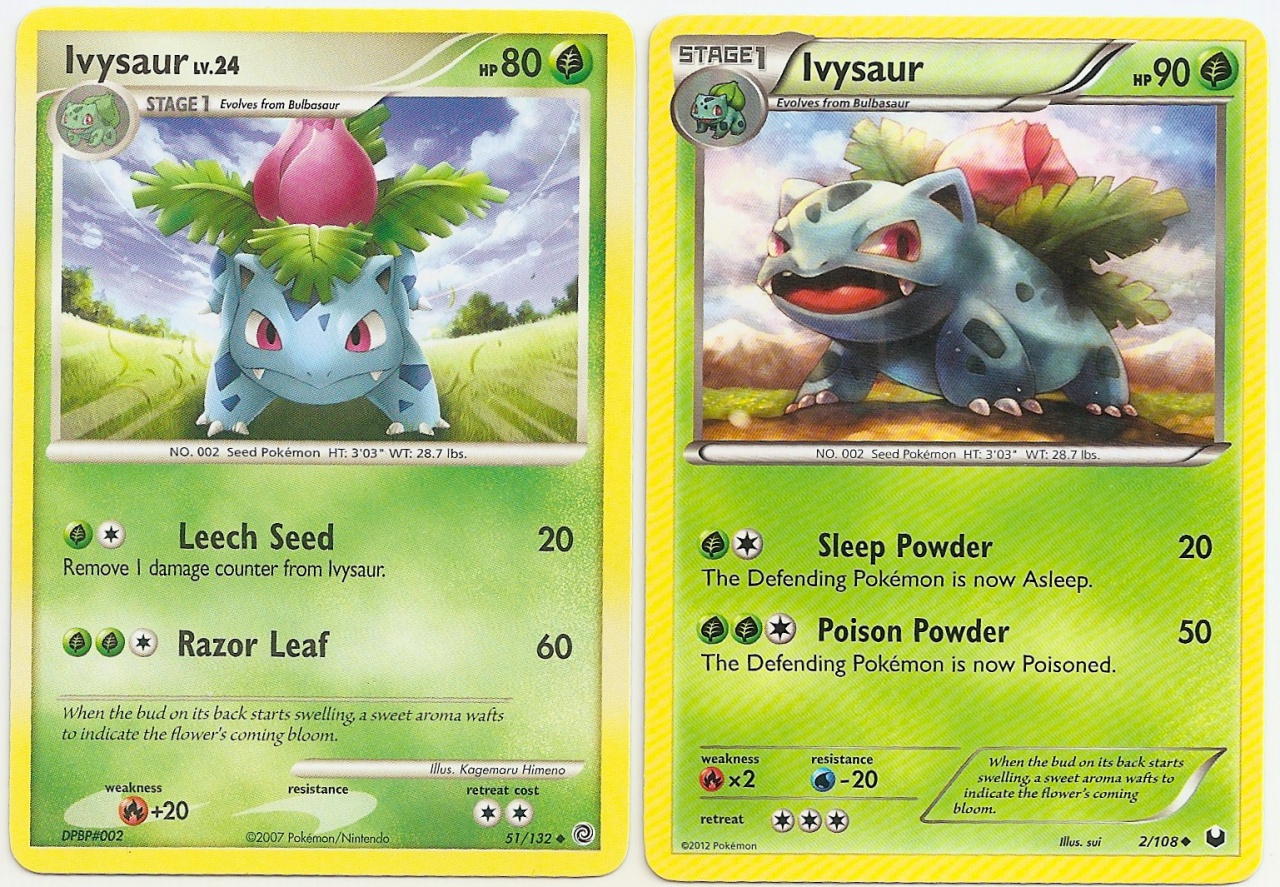 Ivysaur LV.24 HP 80
STAGE 1 Evolves from Bulbasaur
NO. 002 Seed Pokémon HT: 3'03" WT: 28.7 lbs.
Leech Seed 20
Remove 1 damage counter from Ivysaur.
Razor Leaf 60
When the bud on its back starts swelling, a sweet aroma wafts
to indicate the flower's coming bloom.
Illus. Kagemaru Himeno
weakness resistance retreat cost
+20
DPBP#002 ©2007 Pokémon/Nintendo 51/132
STAGE 1 Ivysaur HP 90
Evolves from Bulbasaur
NO. 002 Seed Pokémon HT: 3'03" WT: 28.7 lbs.
Sleep Powder 20
The Defending Pokémon is now Asleep.
Poison Powder 50
The Defending Pokémon is now Poisoned.
weakness resistance
×2 -20
retreat
When the bud on its back starts
swelling, a sweet aroma wafts to
indicate the flower's coming
bloom.
©2012 Pokémon Illus. sui 2/108